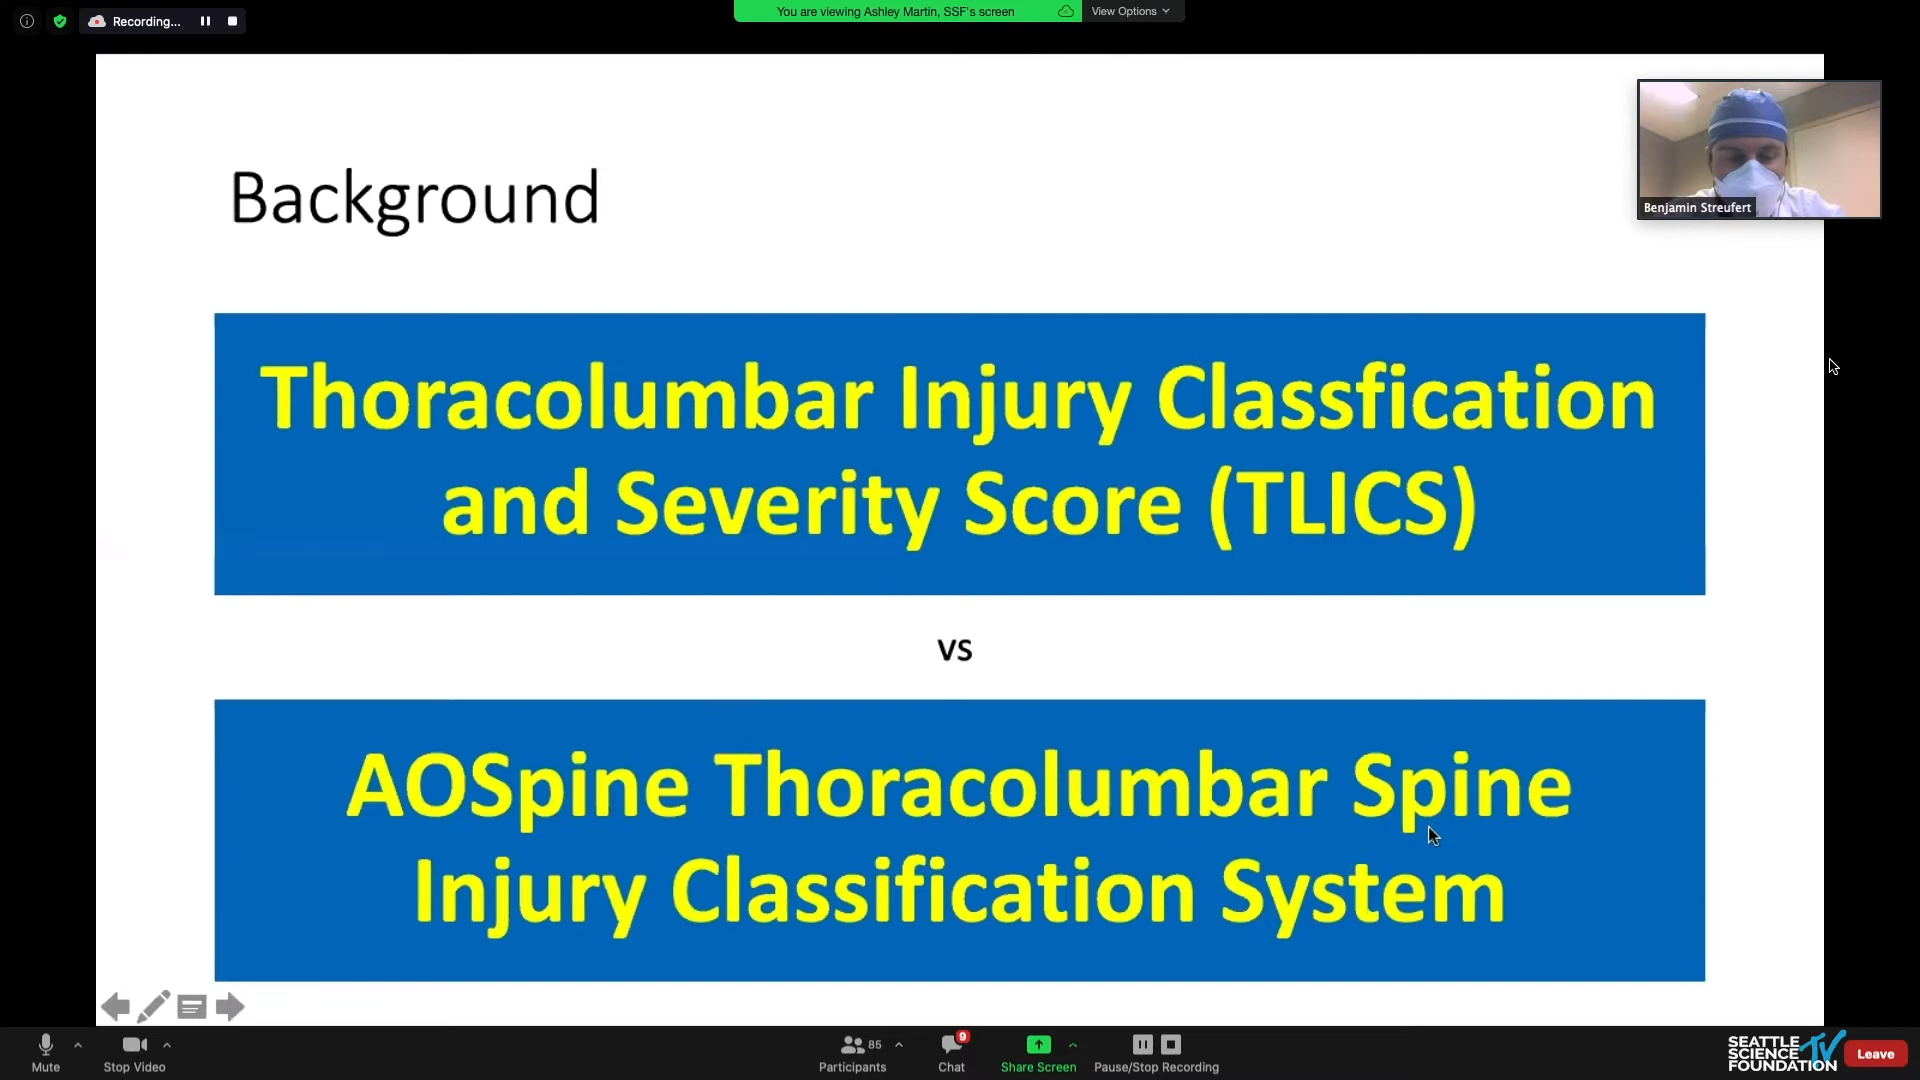 Recording...
You are viewing Ashley Martin, SSF's screen
View Options
Benjamin Streufert
Background
Thoracolumbar Injury Classfication
and Severity Score (TLICS)
vs
AOSpine Thoracolumbar Spine
Injury Classification System
Mute
Stop Video
85
Participants
9
Chat
Share Screen
Pause/Stop Recording
SEATTLE
SCIENCE
FOUNDATION
TV
Leave